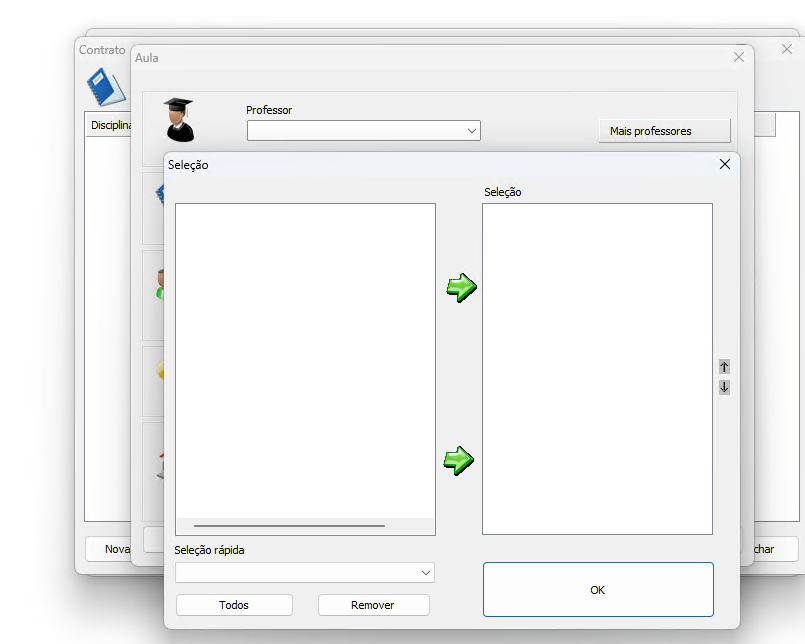 Contrato
Aula
Disciplina
Professor
Mais professores
Seleção
Seleção
Seleção rápida
Todos
Remover
OK
Nova
char